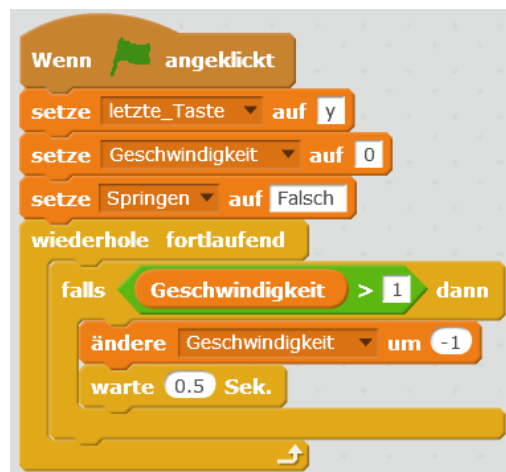 Wenn angeklickt
setze letzte_Taste auf y
setze Geschwindigkeit auf 0
setze Springen auf Falsch
wiederhole fortlaufend
falls Geschwindigkeit > 1 dann
ändere Geschwindigkeit um -1
warte 0.5 Sek.